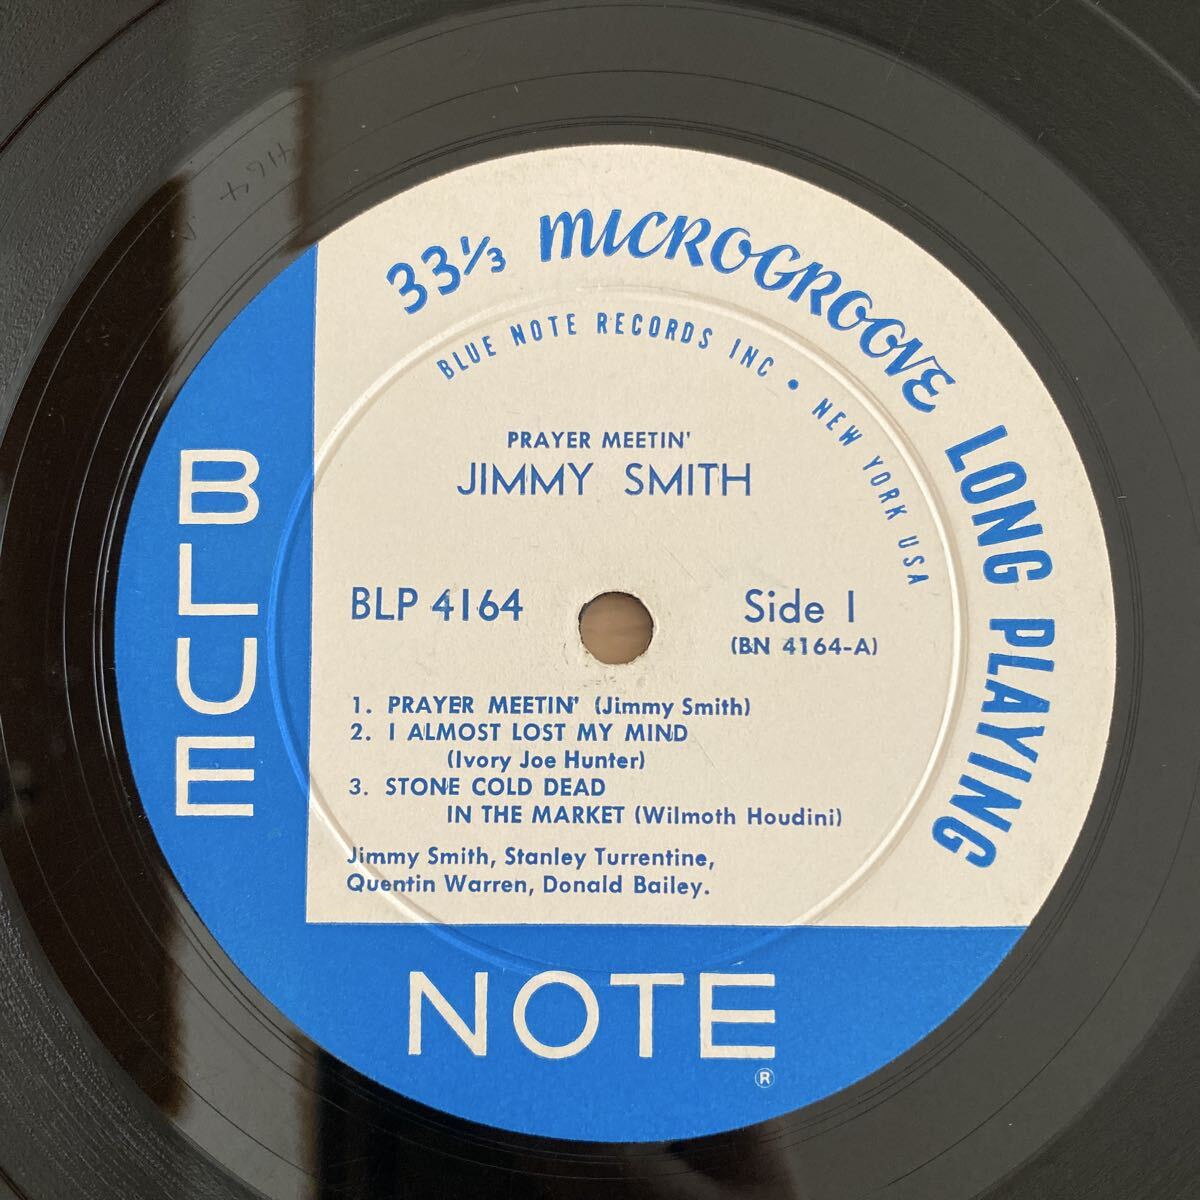 33⅓ MICROGROOVE LONG PLAYING
BLUE NOTE RECORDS INC • NEW YORK USA
PRAYER MEETIN'
JIMMY SMITH
BLP 4164
Side 1
(BN 4164-A)
1. PRAYER MEETIN' (Jimmy Smith)
2. I ALMOST LOST MY MIND
(Ivory Joe Hunter)
3. STONE COLD DEAD
IN THE MARKET (Wilmoth Houdini)
Jimmy Smith, Stanley Turrentine,
Quentin Warren, Donald Bailey.
BLUE
NOTE
®
4164